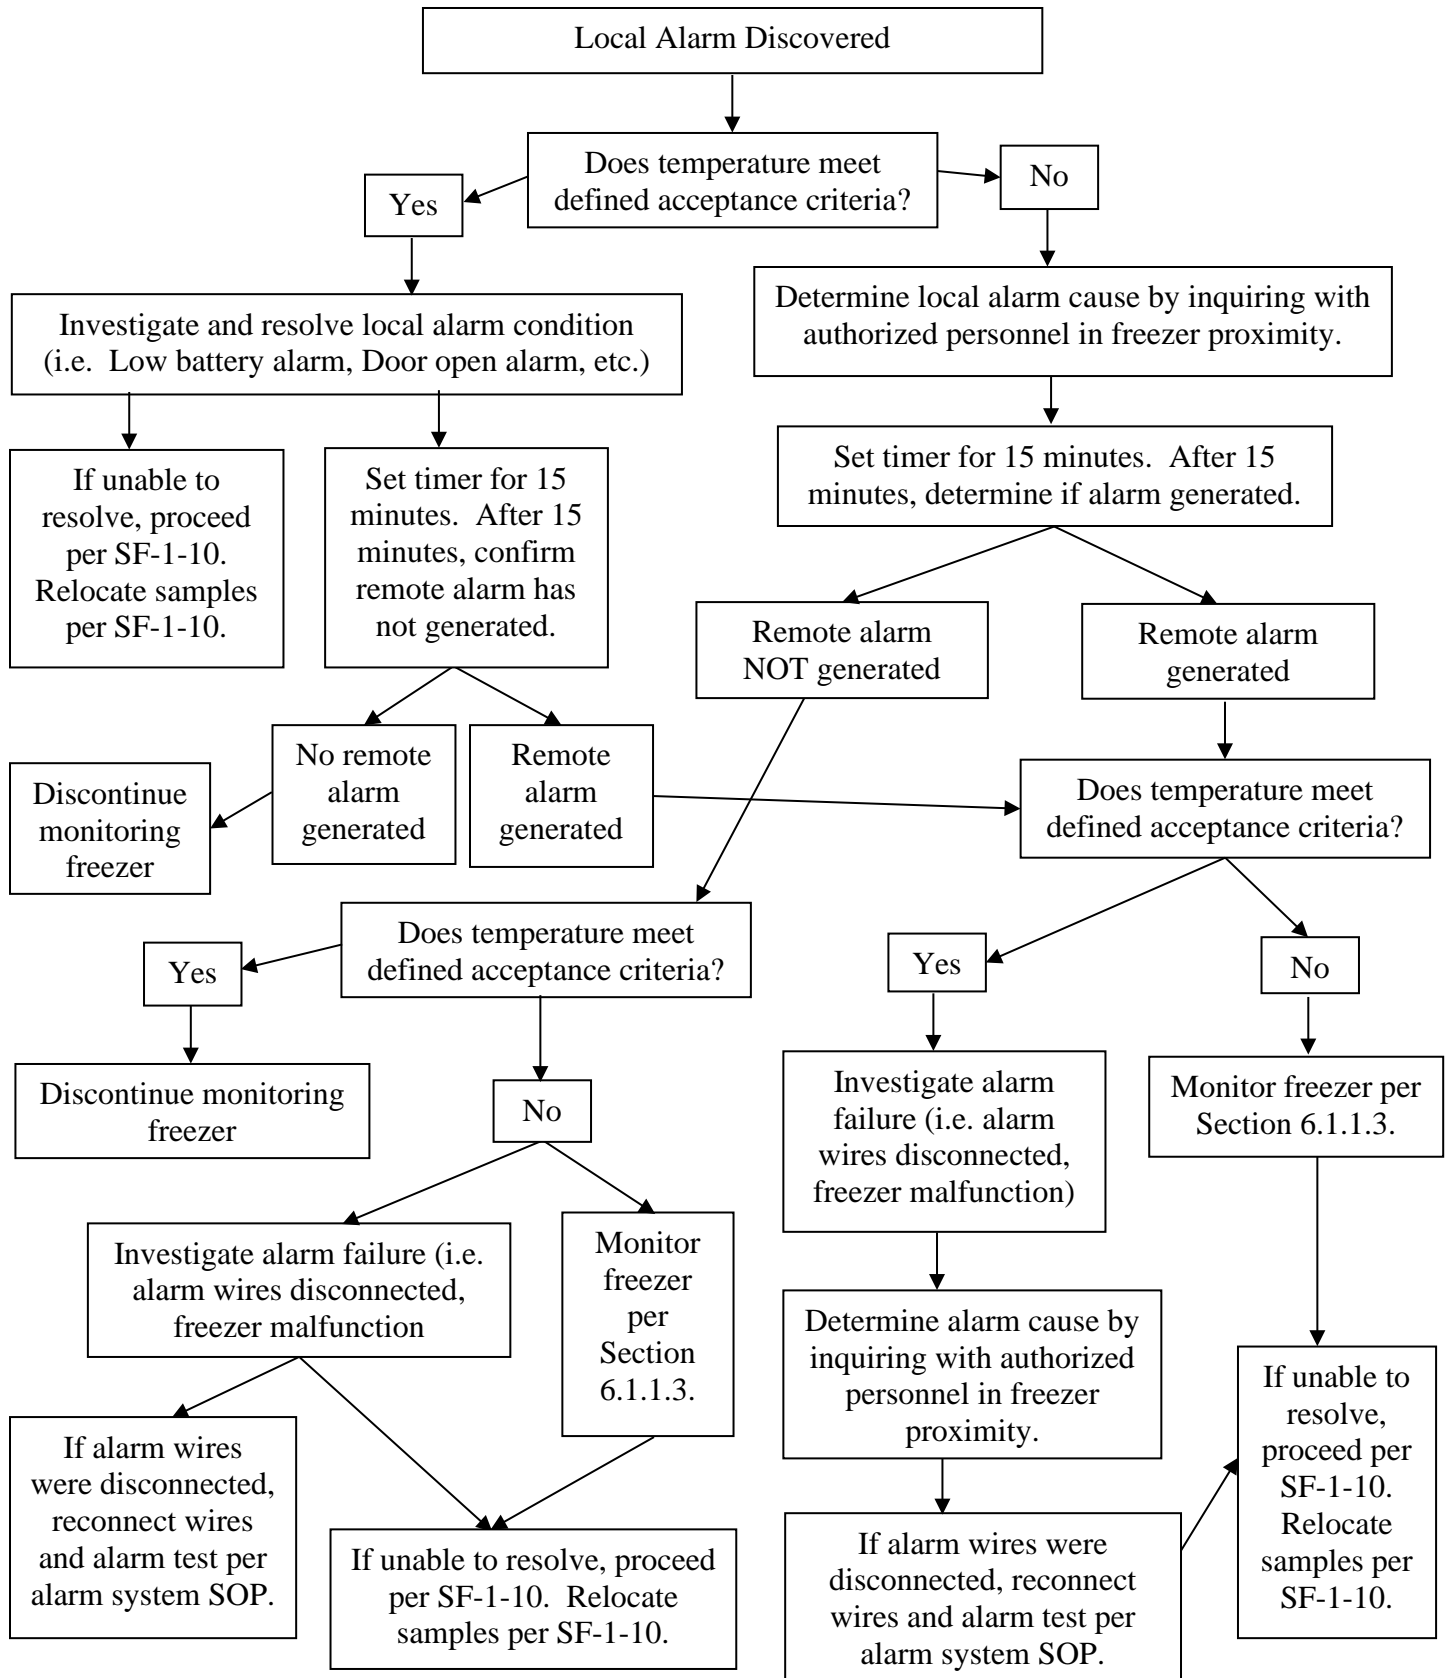 Local Alarm Discovered
Does temperature meet
defined acceptance criteria?
Yes
No
Investigate and resolve local alarm condition
(i.e.  Low battery alarm, Door open alarm, etc.)
Determine local alarm cause by inquiring with
authorized personnel in freezer proximity.
If unable to
resolve, proceed
per SF-1-10.
Relocate samples
per SF-1-10.
Set timer for 15
minutes.  After 15
minutes, confirm
remote alarm has
not generated.
Set timer for 15 minutes.  After 15
minutes, determine if alarm generated.
Remote alarm
NOT generated
Remote alarm
generated
No remote
alarm
generated
Remote
alarm
generated
Discontinue
monitoring
freezer
Does temperature meet
defined acceptance criteria?
Does temperature meet
defined acceptance criteria?
Yes
Yes
No
Discontinue monitoring
freezer
No
Investigate alarm
failure (i.e. alarm
wires disconnected,
freezer malfunction)
Monitor freezer per
Section 6.1.1.3.
Investigate alarm failure (i.e.
alarm wires disconnected,
freezer malfunction
Monitor
freezer
per
Section
6.1.1.3.
Determine alarm cause by
inquiring with authorized
personnel in freezer
proximity.
If unable to
resolve,
proceed per
SF-1-10.
Relocate
samples per
SF-1-10.
If alarm wires
were disconnected,
reconnect wires
and alarm test per
alarm system SOP.
If unable to resolve, proceed
per SF-1-10.  Relocate
samples per SF-1-10.
If alarm wires were
disconnected, reconnect
wires and alarm test per
alarm system SOP.